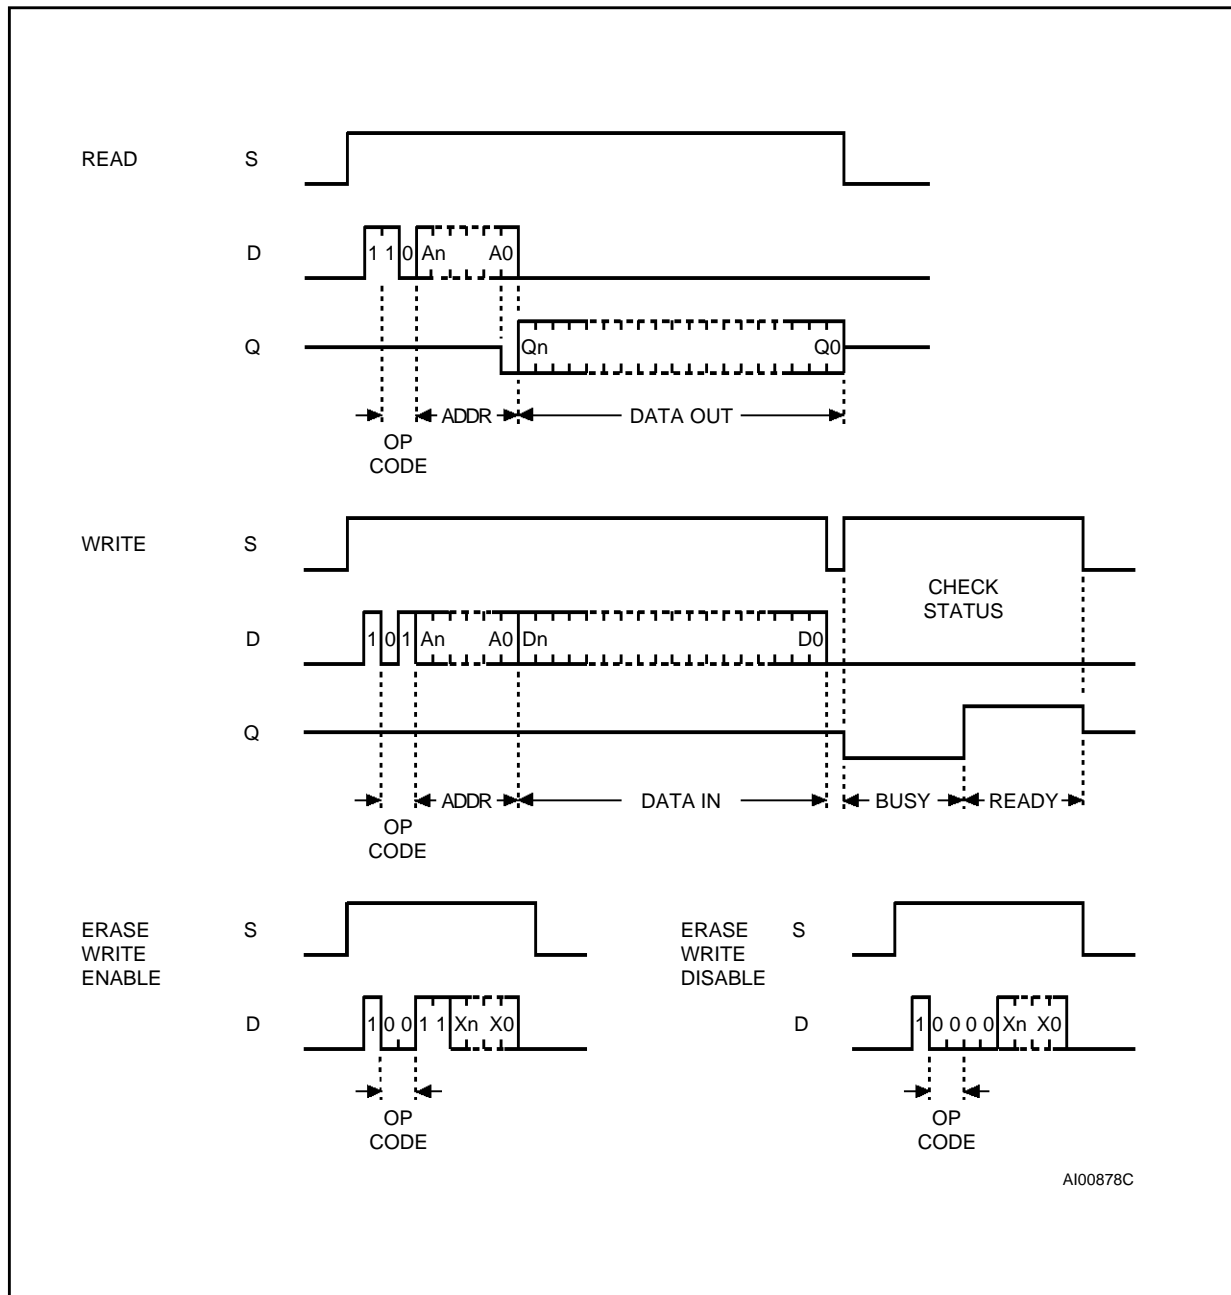 READ S
D 1 1 0 An A0
Q Qn Q0
ADDR DATA OUT
OP
CODE
WRITE S
CHECK
STATUS
D 1 0 1 An A0 Dn D0
Q
ADDR DATA IN BUSY READY
OP
CODE
ERASE
WRITE
ENABLE
S
D 1 0 0 1 1 Xn X0
OP
CODE
ERASE
WRITE
DISABLE
S
D 1 0 0 0 0 Xn X0
OP
CODE
AI00878C